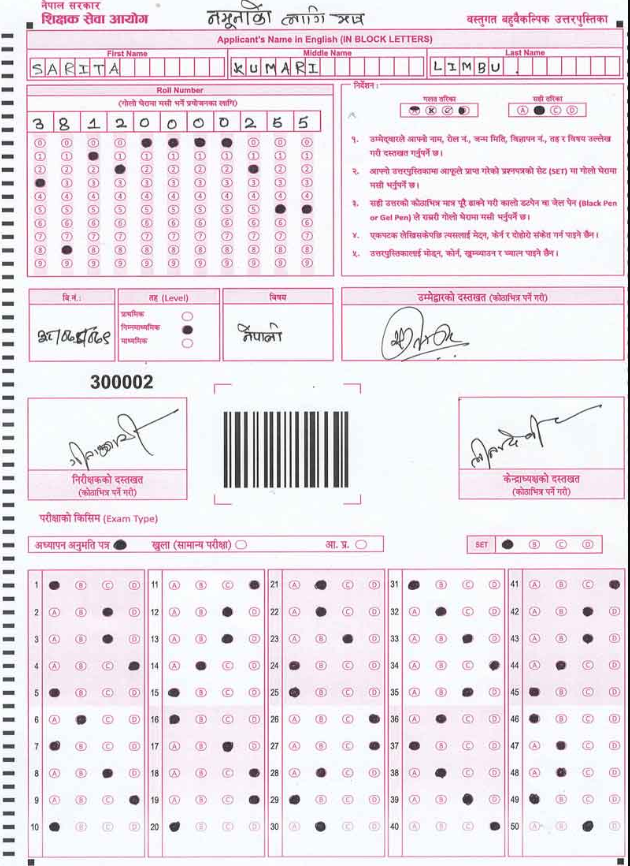 नेपाल सरकार
शिक्षक सेवा आयोग
नमूनाको लागि मात्र
वस्तुगत बहुवैकल्पिक उत्तरपुस्तिका
Applicant's Name in English (IN BLOCK LETTERS)
First Name Middle Name Last Name
SARITA KUMARI LIMBU
Roll Number
(गोलो घेरामा मसी भर्ने प्रयोजनका लागि)
3 8 1 2 0 0 0 0 2 5 5
निर्देशन :
गलत तरिका सही तरिका
१. उम्मेदवारले आफ्नो नाम, रोल नं., जन्म मिति, विज्ञापन नं., तह र विषय उल्लेख
गरी दस्तखत गर्नुपर्ने छ।
२. आफ्नो उत्तरपुस्तिकामा आफूले प्राप्त गरेको प्रश्नपत्रको सेट (SET) मा गोलो घेरामा
मसी भर्नुपर्ने छ।
३. सही उत्तरको कोठाभित्र मात्र पूरै ढाक्ने गरी कालो डटपेन वा जेल पेन (Black Pen
or Gel Pen) ले राम्ररी गोलो घेरामा मसी भर्नुपर्ने छ।
४. एकपटक लेखिसकेपछि त्यसलाई मेट्न, कोर्न र दोहोरो संकेत गर्न पाइने छैन।
५. उत्तरपुस्तिकालाई मोड्न, कोर्न, खुम्च्याउन र च्यात्न पाइने छैन।
वि.नं.: तह (Level) विषय उम्मेद्वारको दस्तखत (कोठाभित्र पर्ने गरी)
प्राथमिक
निम्नमाध्यमिक
माध्यमिक
नेपाली
300002
निरीक्षकको दस्तखत
(कोठाभित्र पर्ने गरी)
केन्द्राध्यक्षको दस्तखत
(कोठाभित्र पर्ने गरी)
परीक्षाको किसिम (Exam Type)
अध्यापन अनुमति पत्र खुला (सामान्य परीक्षा) आ. प्र. SET B C D
1 B C D 11 A B C 21 A C D 31 B C D 41 A B C
2 A B D 12 A B D 22 A C D 32 A C D 42 A B D
3 A B D 13 A B D 23 A B D 33 A B D 43 A B D
4 A B C 14 A C D 24 B C D 34 A B C 44 A C D
5 B C D 15 B C D 25 B C D 35 A B D 45 B C D
6 A C D 16 B C D 26 A B C 36 A C D 46 B C D
7 B C D 17 A B D 27 A B C 37 B C D 47 A C D
8 A B D 18 A B C 28 A C D 38 A C D 48 A C D
9 A B C 19 A B C 29 B C D 39 A B D 49 B C D
10 B C D 20 B C D 30 A C D 40 A B C 50 A B D